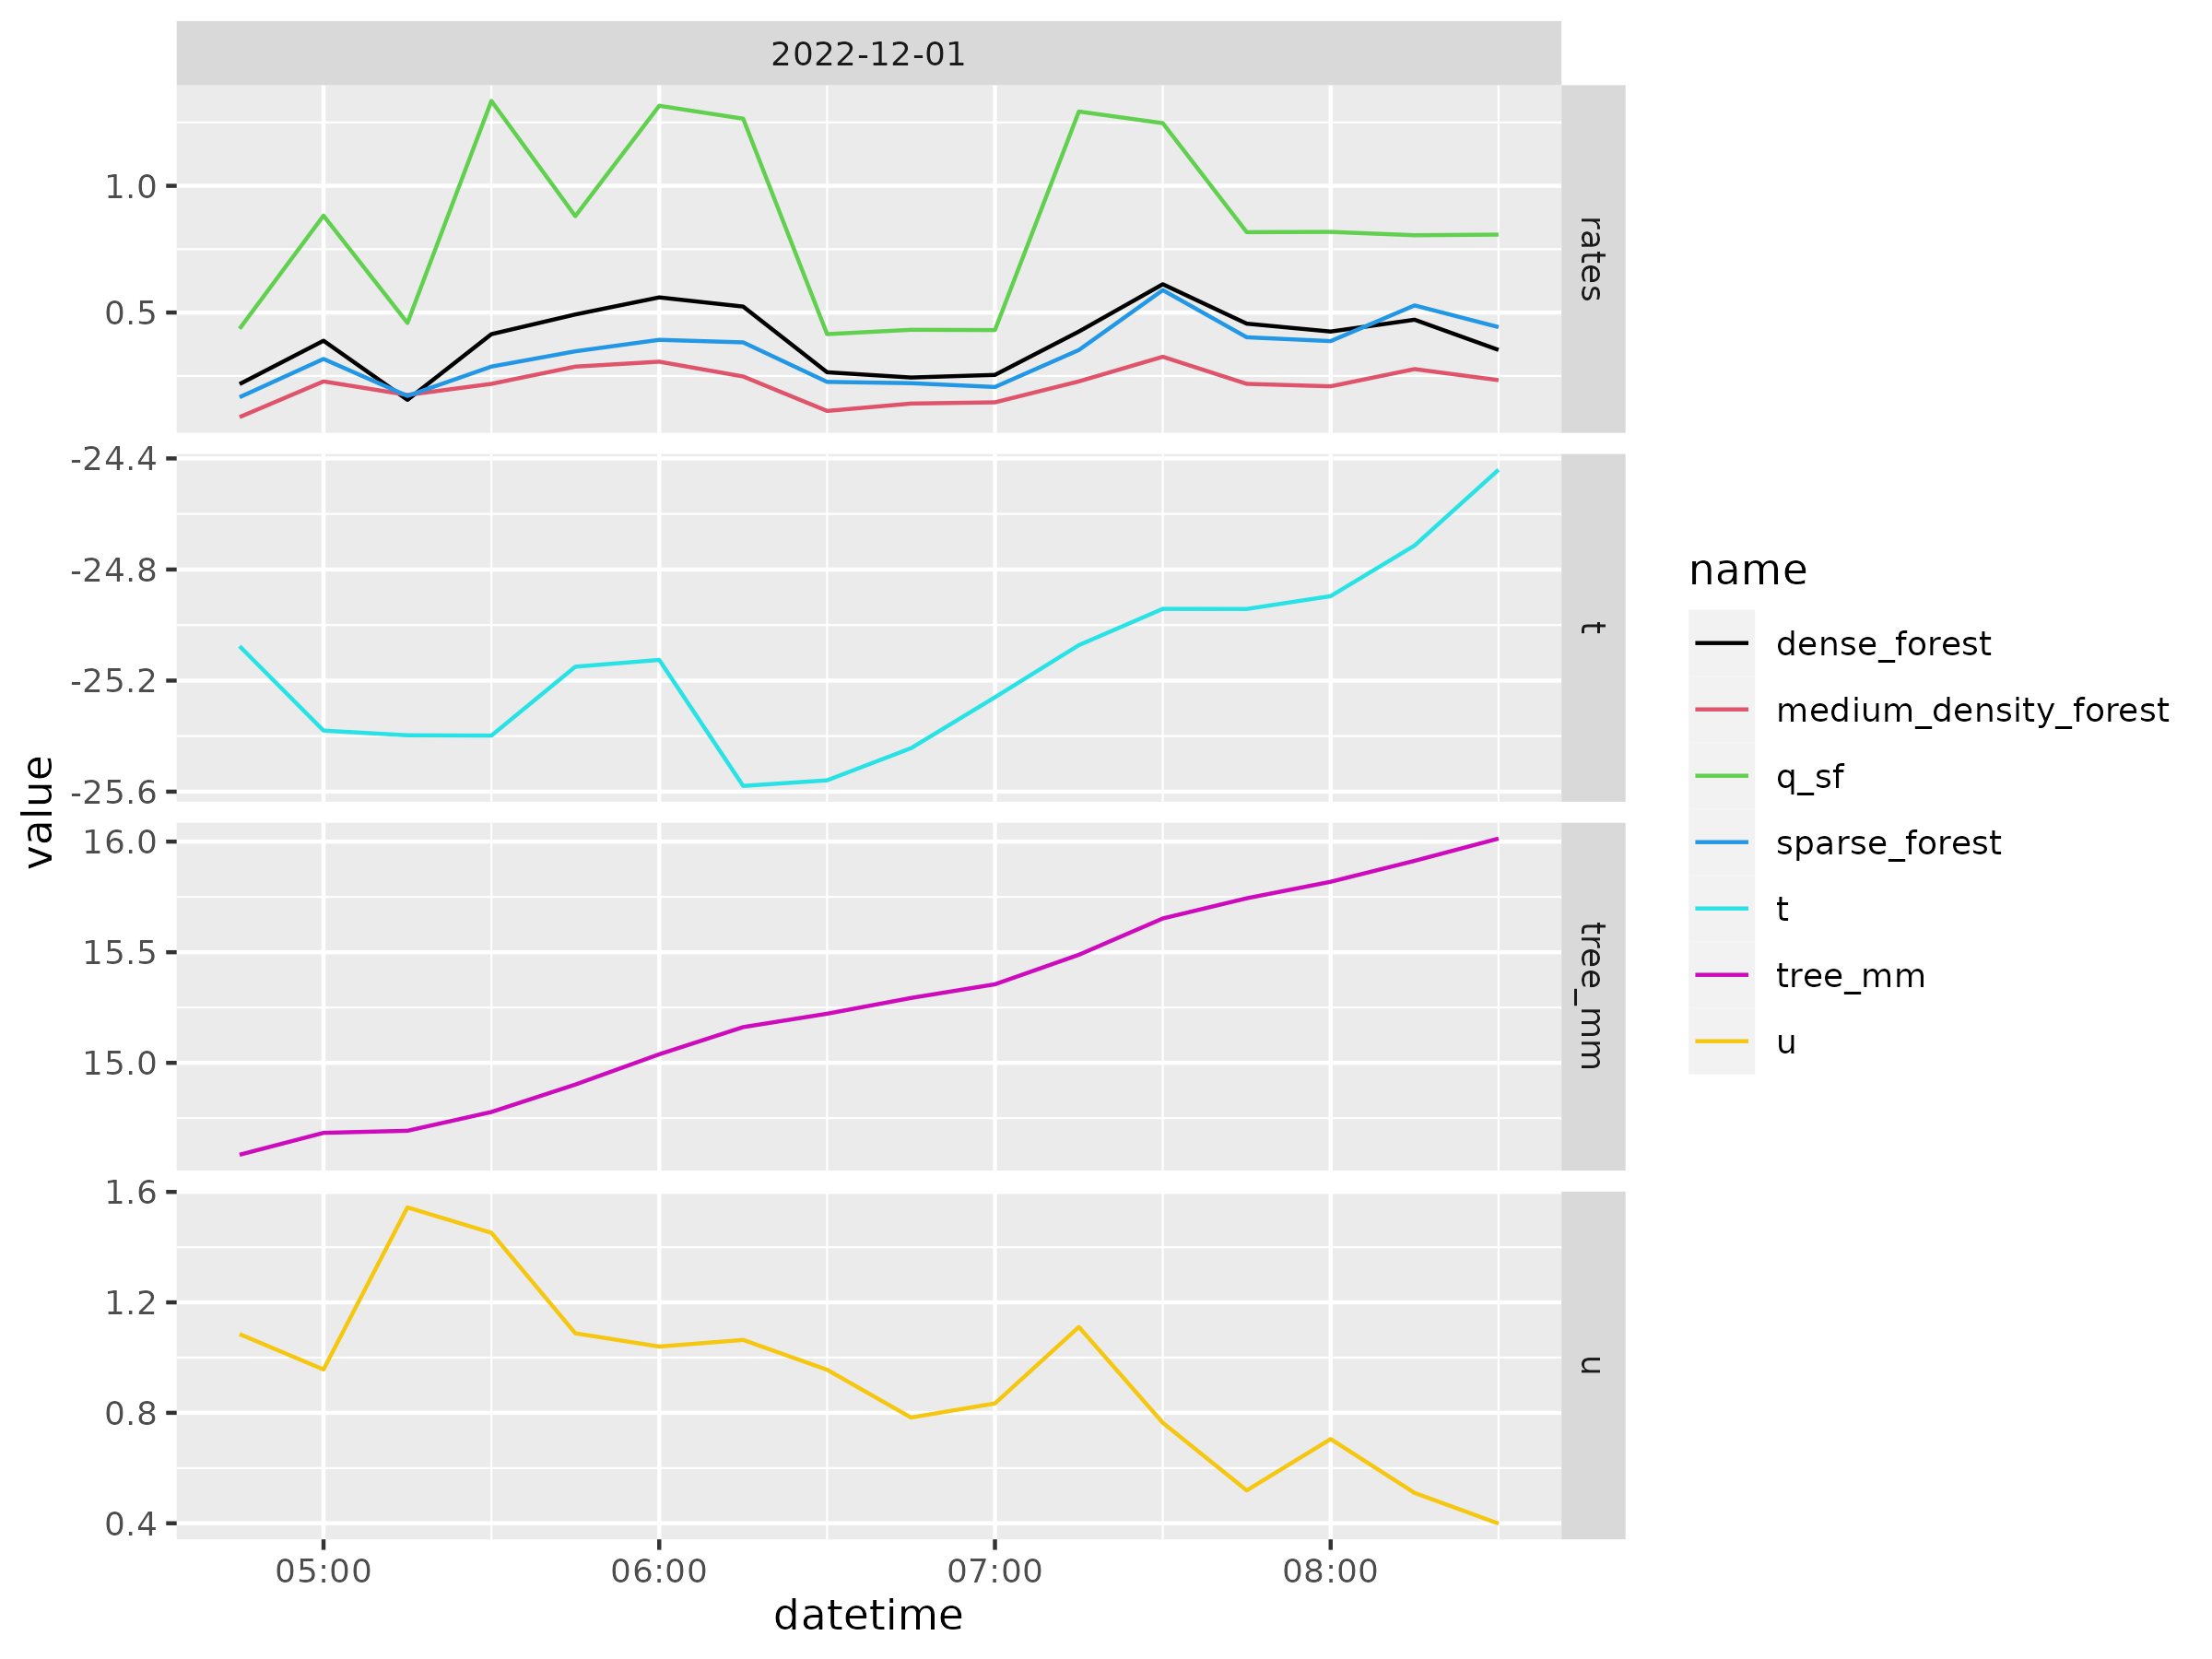 2022-12-01
1.0
0.5
rates
-24.4
-24.8
-25.2
-25.6
t
16.0
15.5
15.0
tree_mm
1.6
1.2
0.8
0.4
u
05:00 06:00 07:00 08:00
datetime
value
name
dense_forest
medium_density_forest
q_sf
sparse_forest
t
tree_mm
u